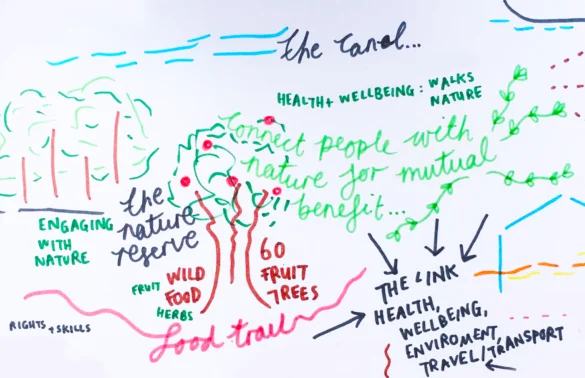 the canal...
HEALTH + WELLBEING : WALKS
NATURE
connect people with
nature for mutual
benefit...
the
nature
reserve
ENGAGING
WITH
NATURE
WILD
FOOD
FRUIT
HERBS
60
FRUIT
TREES
food trail
RIGHTS + SKILLS
THE LINK
HEALTH,
WELLBEING,
ENVIROMENT,
TRAVEL/TRANSPORT